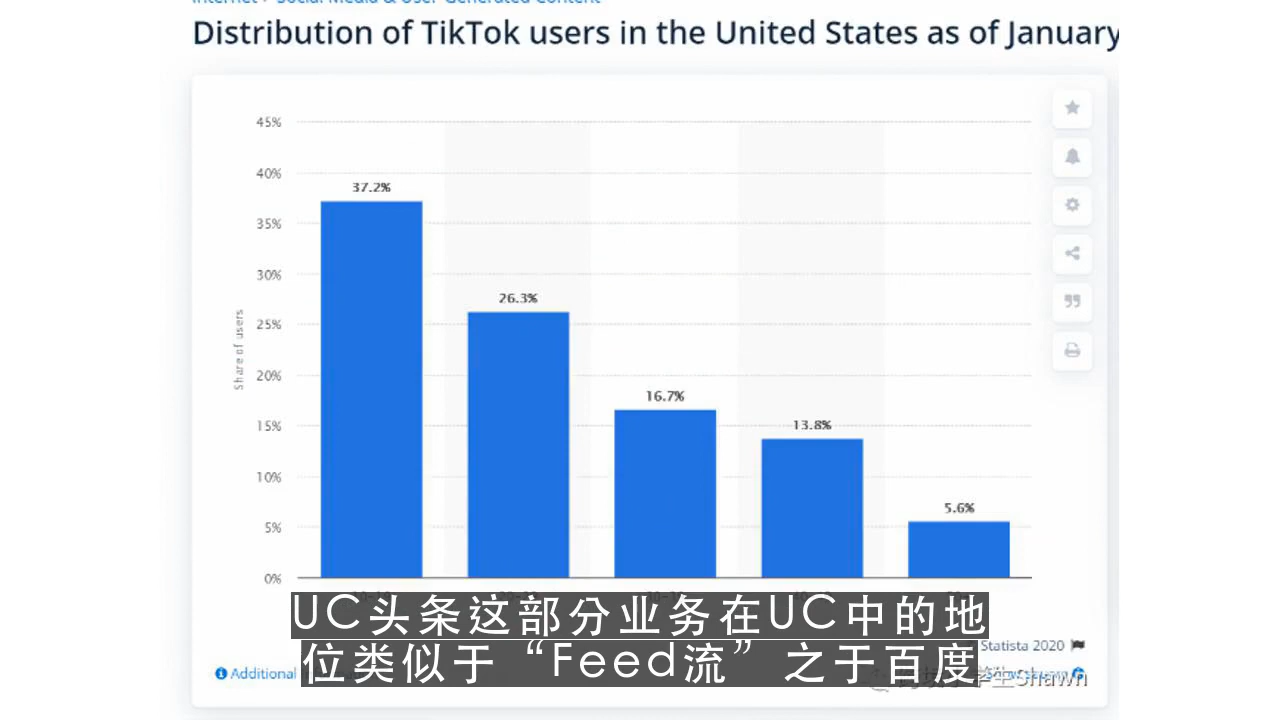 Distribution of TikTok users in the United States as of January
45%
40%
35%
30%
25%
20%
15%
10%
5%
0%
Share of users
37.2%
26.3%
16.7%
13.8%
5.6%
UC头条这部分业务在UC中的地
位类似于“Feed流”之于百度
Statista 2020
Additional
Shawn